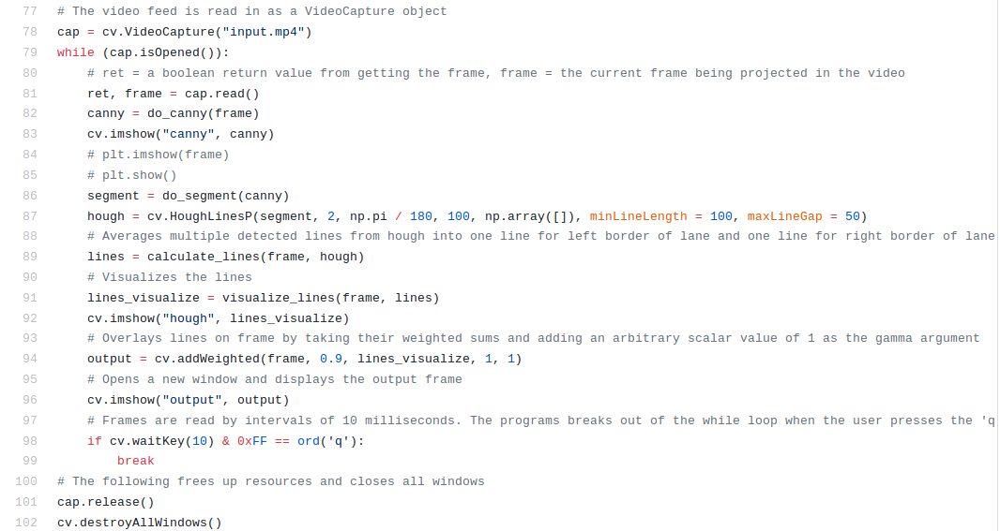 77 # The video feed is read in as a VideoCapture object
78 cap = cv.VideoCapture("input.mp4")
79 while (cap.isOpened()):
80     # ret = a boolean return value from getting the frame, frame = the current frame being projected in the video
81     ret, frame = cap.read()
82     canny = do_canny(frame)
83     cv.imshow("canny", canny)
84     # plt.imshow(frame)
85     # plt.show()
86     segment = do_segment(canny)
87     hough = cv.HoughLinesP(segment, 2, np.pi / 180, 100, np.array([]), minLineLength = 100, maxLineGap = 50)
88     # Averages multiple detected lines from hough into one line for left border of lane and one line for right border of lane
89     lines = calculate_lines(frame, hough)
90     # Visualizes the lines
91     lines_visualize = visualize_lines(frame, lines)
92     cv.imshow("hough", lines_visualize)
93     # Overlays lines on frame by taking their weighted sums and adding an arbitrary scalar value of 1 as the gamma argument
94     output = cv.addWeighted(frame, 0.9, lines_visualize, 1, 1)
95     # Opens a new window and displays the output frame
96     cv.imshow("output", output)
97     # Frames are read by intervals of 10 milliseconds. The programs breaks out of the while loop when the user presses the 'q
98     if cv.waitKey(10) & 0xFF == ord('q'):
99         break
100 # The following frees up resources and closes all windows
101 cap.release()
102 cv.destroyAllWindows()